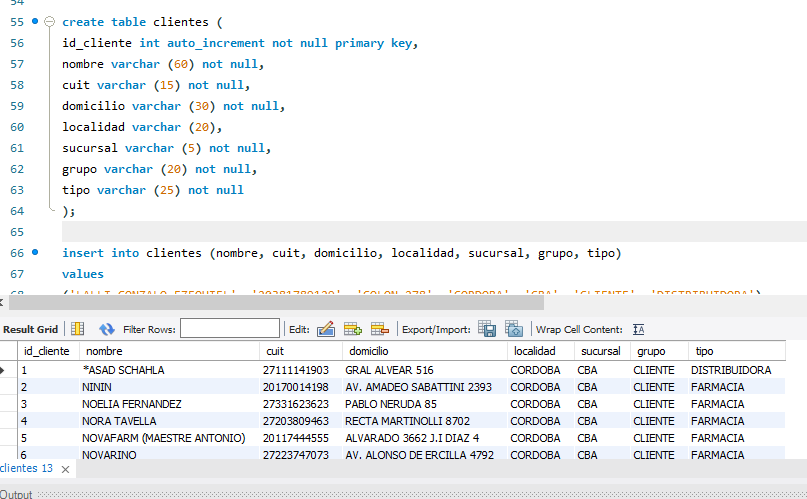 54
55 create table clientes (
56 id_cliente int auto_increment not null primary key,
57 nombre varchar (60) not null,
58 cuit varchar (15) not null,
59 domicilio varchar (30) not null,
60 localidad varchar (20),
61 sucursal varchar (5) not null,
62 grupo varchar (20) not null,
63 tipo varchar (25) not null
64 );
65
66 insert into clientes (nombre, cuit, domicilio, localidad, sucursal, grupo, tipo)
67 values
Result Grid Filter Rows: Edit: Export/Import: Wrap Cell Content:
id_cliente nombre cuit domicilio localidad sucursal grupo tipo
1 *ASAD SCHAHLA 27111141903 GRAL ALVEAR 516 CORDOBA CBA CLIENTE DISTRIBUIDORA
2 NININ 20170014198 AV. AMADEO SABATTINI 2393 CORDOBA CBA CLIENTE FARMACIA
3 NOELIA FERNANDEZ 27331623623 PABLO NERUDA 85 CORDOBA CBA CLIENTE FARMACIA
4 NORA TAVELLA 27203809463 RECTA MARTINOLLI 8702 CORDOBA CBA CLIENTE FARMACIA
5 NOVAFARM (MAESTRE ANTONIO) 20117444555 ALVARADO 3662 J.I DIAZ 4 CORDOBA CBA CLIENTE FARMACIA
6 NOVARINO 27223747073 AV. ALONSO DE ERCILLA 4792 CORDOBA CBA CLIENTE FARMACIA
clientes 13
Output